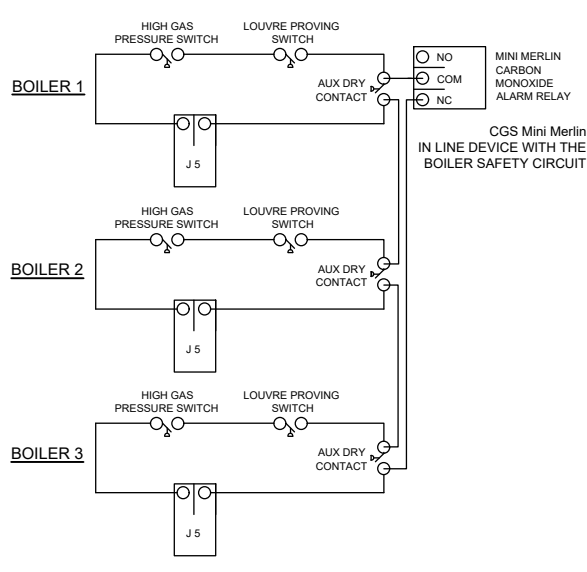 HIGH GAS
PRESSURE SWITCH
LOUVRE PROVING
SWITCH
BOILER 1
AUX DRY
CONTACT
J 5
NO
COM
NC
MINI MERLIN
CARBON
MONOXIDE
ALARM RELAY
CGS Mini Merlin
IN LINE DEVICE WITH THE
BOILER SAFETY CIRCUIT
HIGH GAS
PRESSURE SWITCH
LOUVRE PROVING
SWITCH
BOILER 2
AUX DRY
CONTACT
J 5
HIGH GAS
PRESSURE SWITCH
LOUVRE PROVING
SWITCH
BOILER 3
AUX DRY
CONTACT
J 5